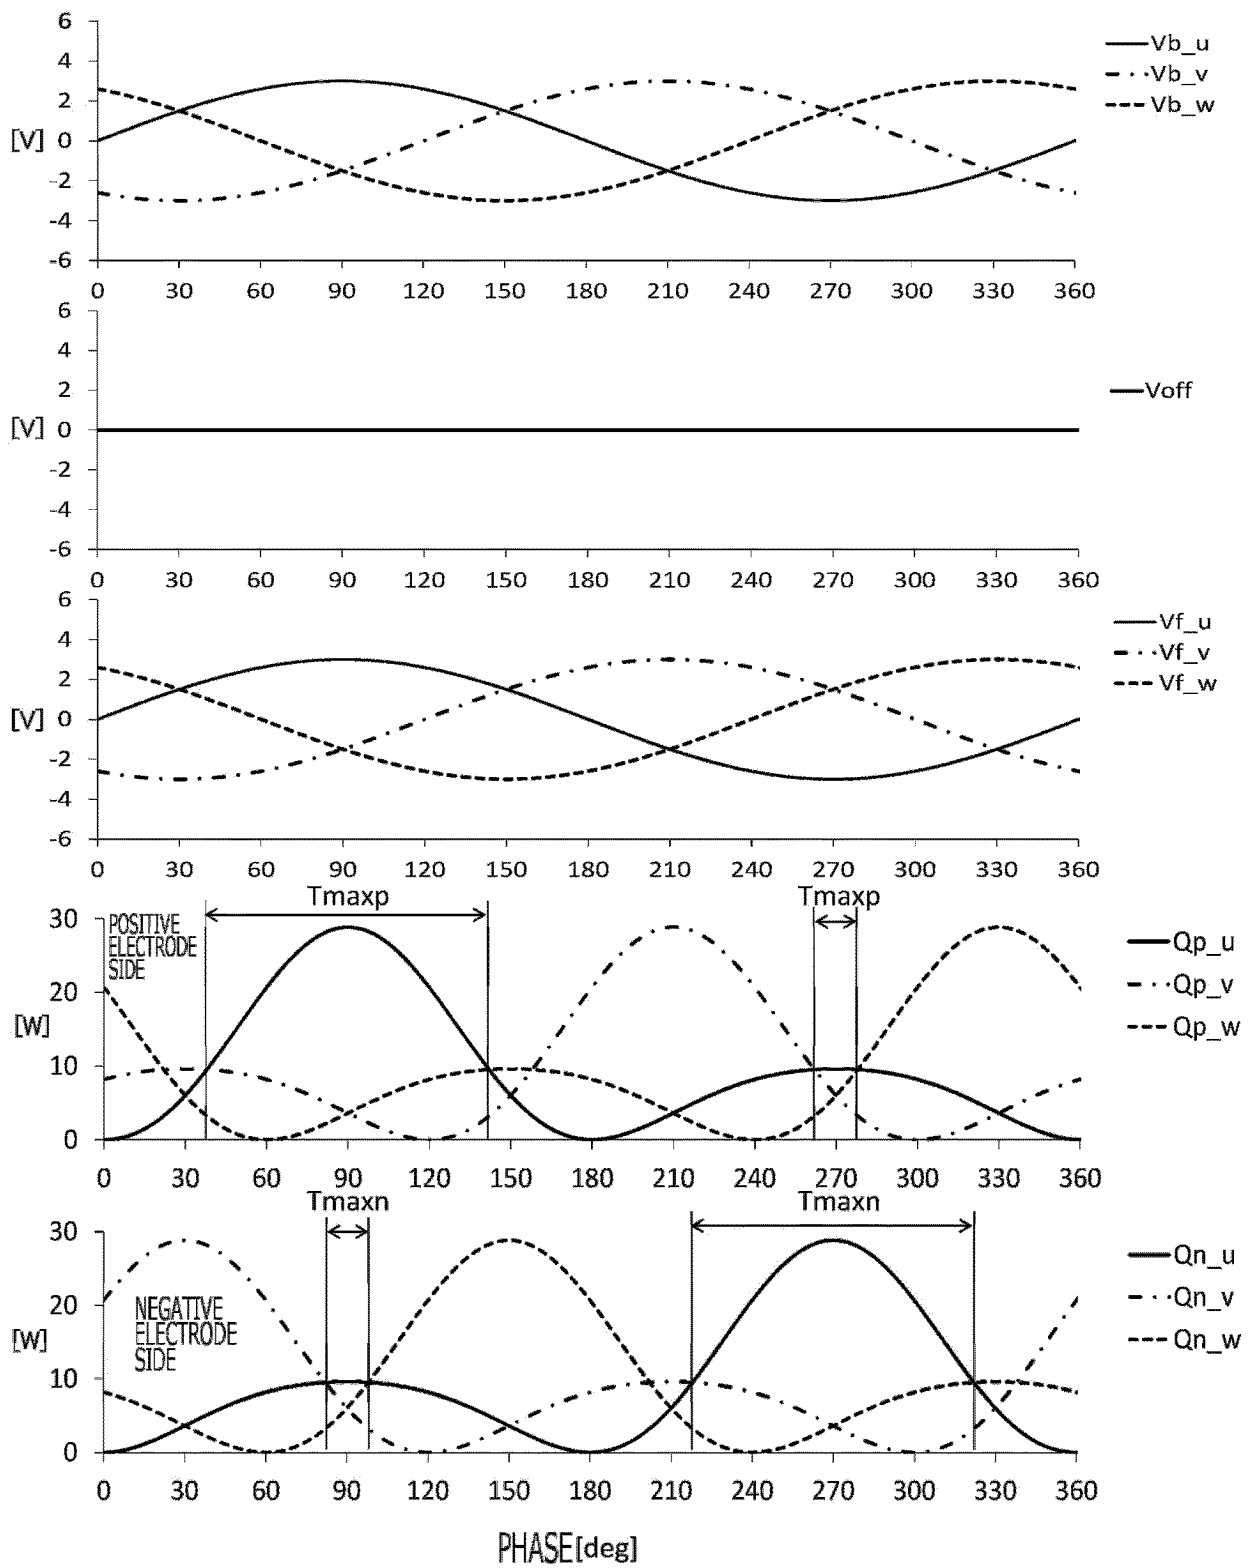 6
4
2
[V] 0
-2
-4
-6
0 30 60 90 120 150 180 210 240 270 300 330 360
Vb_u
Vb_v
Vb_w
6
4
2
[V] 0
-2
-4
-6
0 30 60 90 120 150 180 210 240 270 300 330 360
Voff
6
4
2
[V] 0
-2
-4
-6
0 30 60 90 120 150 180 210 240 270 300 330 360
Vf_u
Vf_v
Vf_w
Tmaxp Tmaxp
30
20
[W]
10
0
POSITIVE
ELECTRODE
SIDE
0 30 60 90 120 150 180 210 240 270 300 330 360
Qp_u
Qp_v
Qp_w
Tmaxn Tmaxn
30
20
[W]
10
0
NEGATIVE
ELECTRODE
SIDE
0 30 60 90 120 150 180 210 240 270 300 330 360
Qn_u
Qn_v
Qn_w
PHASE[deg]